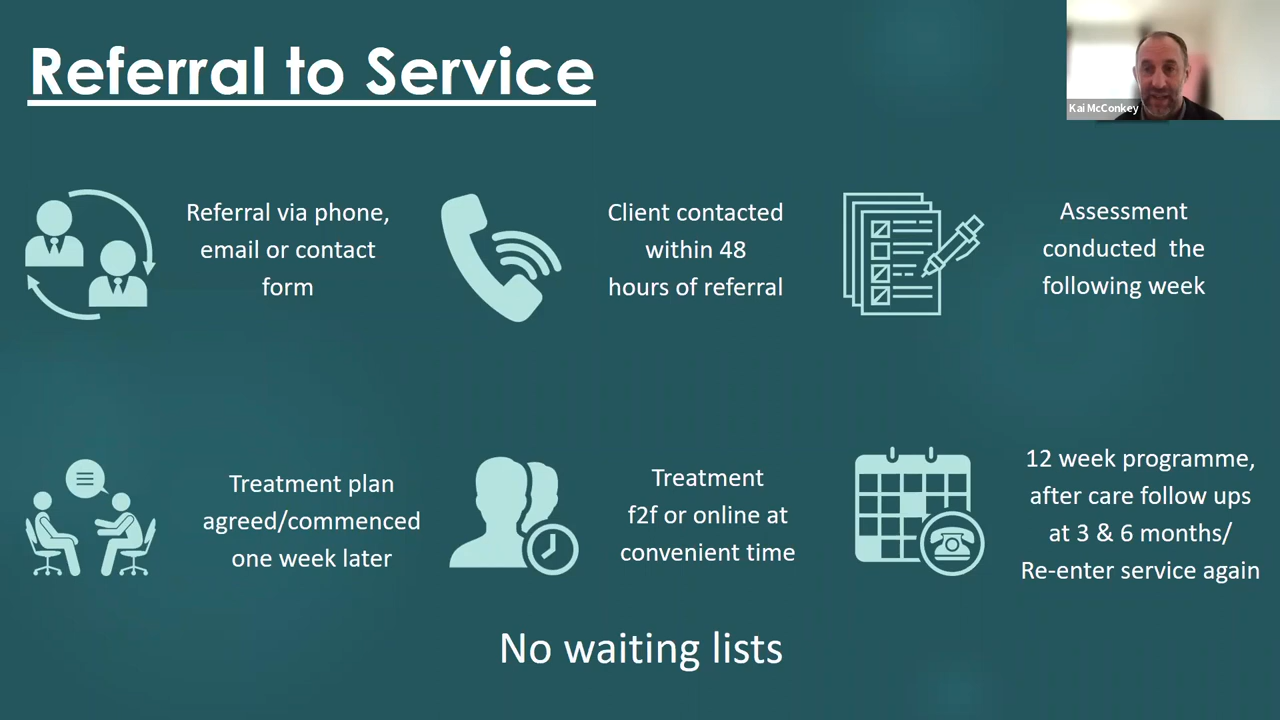 Referral to Service
Kai McConkey
Referral via phone,
email or contact
form
Client contacted
within 48
hours of referral
Assessment
conducted the
following week
Treatment plan
agreed/commenced
one week later
Treatment
f2f or online at
convenient time
12 week programme,
after care follow ups
at 3 & 6 months/
Re-enter service again
No waiting lists